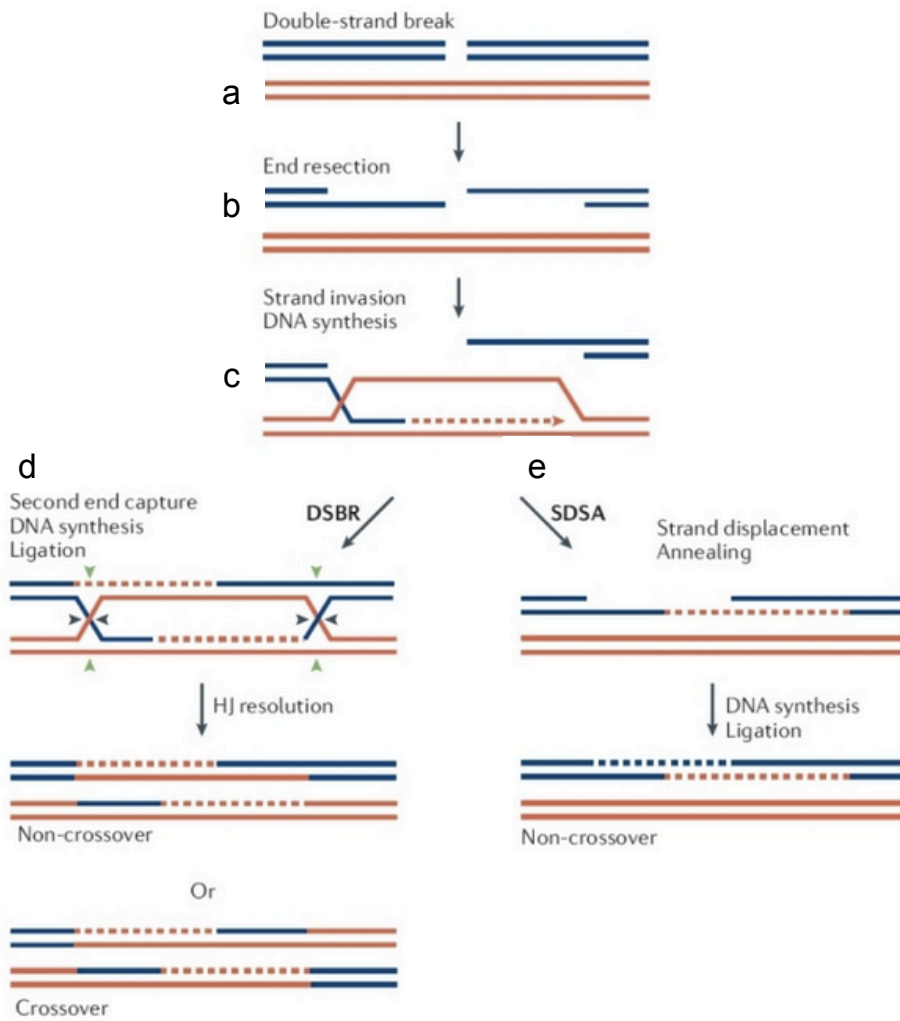 Double-strand break
a
End resection
b
Strand invasion
DNA synthesis
c
d
Second end capture
DNA synthesis
Ligation
DSBR
e
SDSA
Strand displacement
Annealing
HJ resolution
DNA synthesis
Ligation
Non-crossover
Non-crossover
Or
Crossover